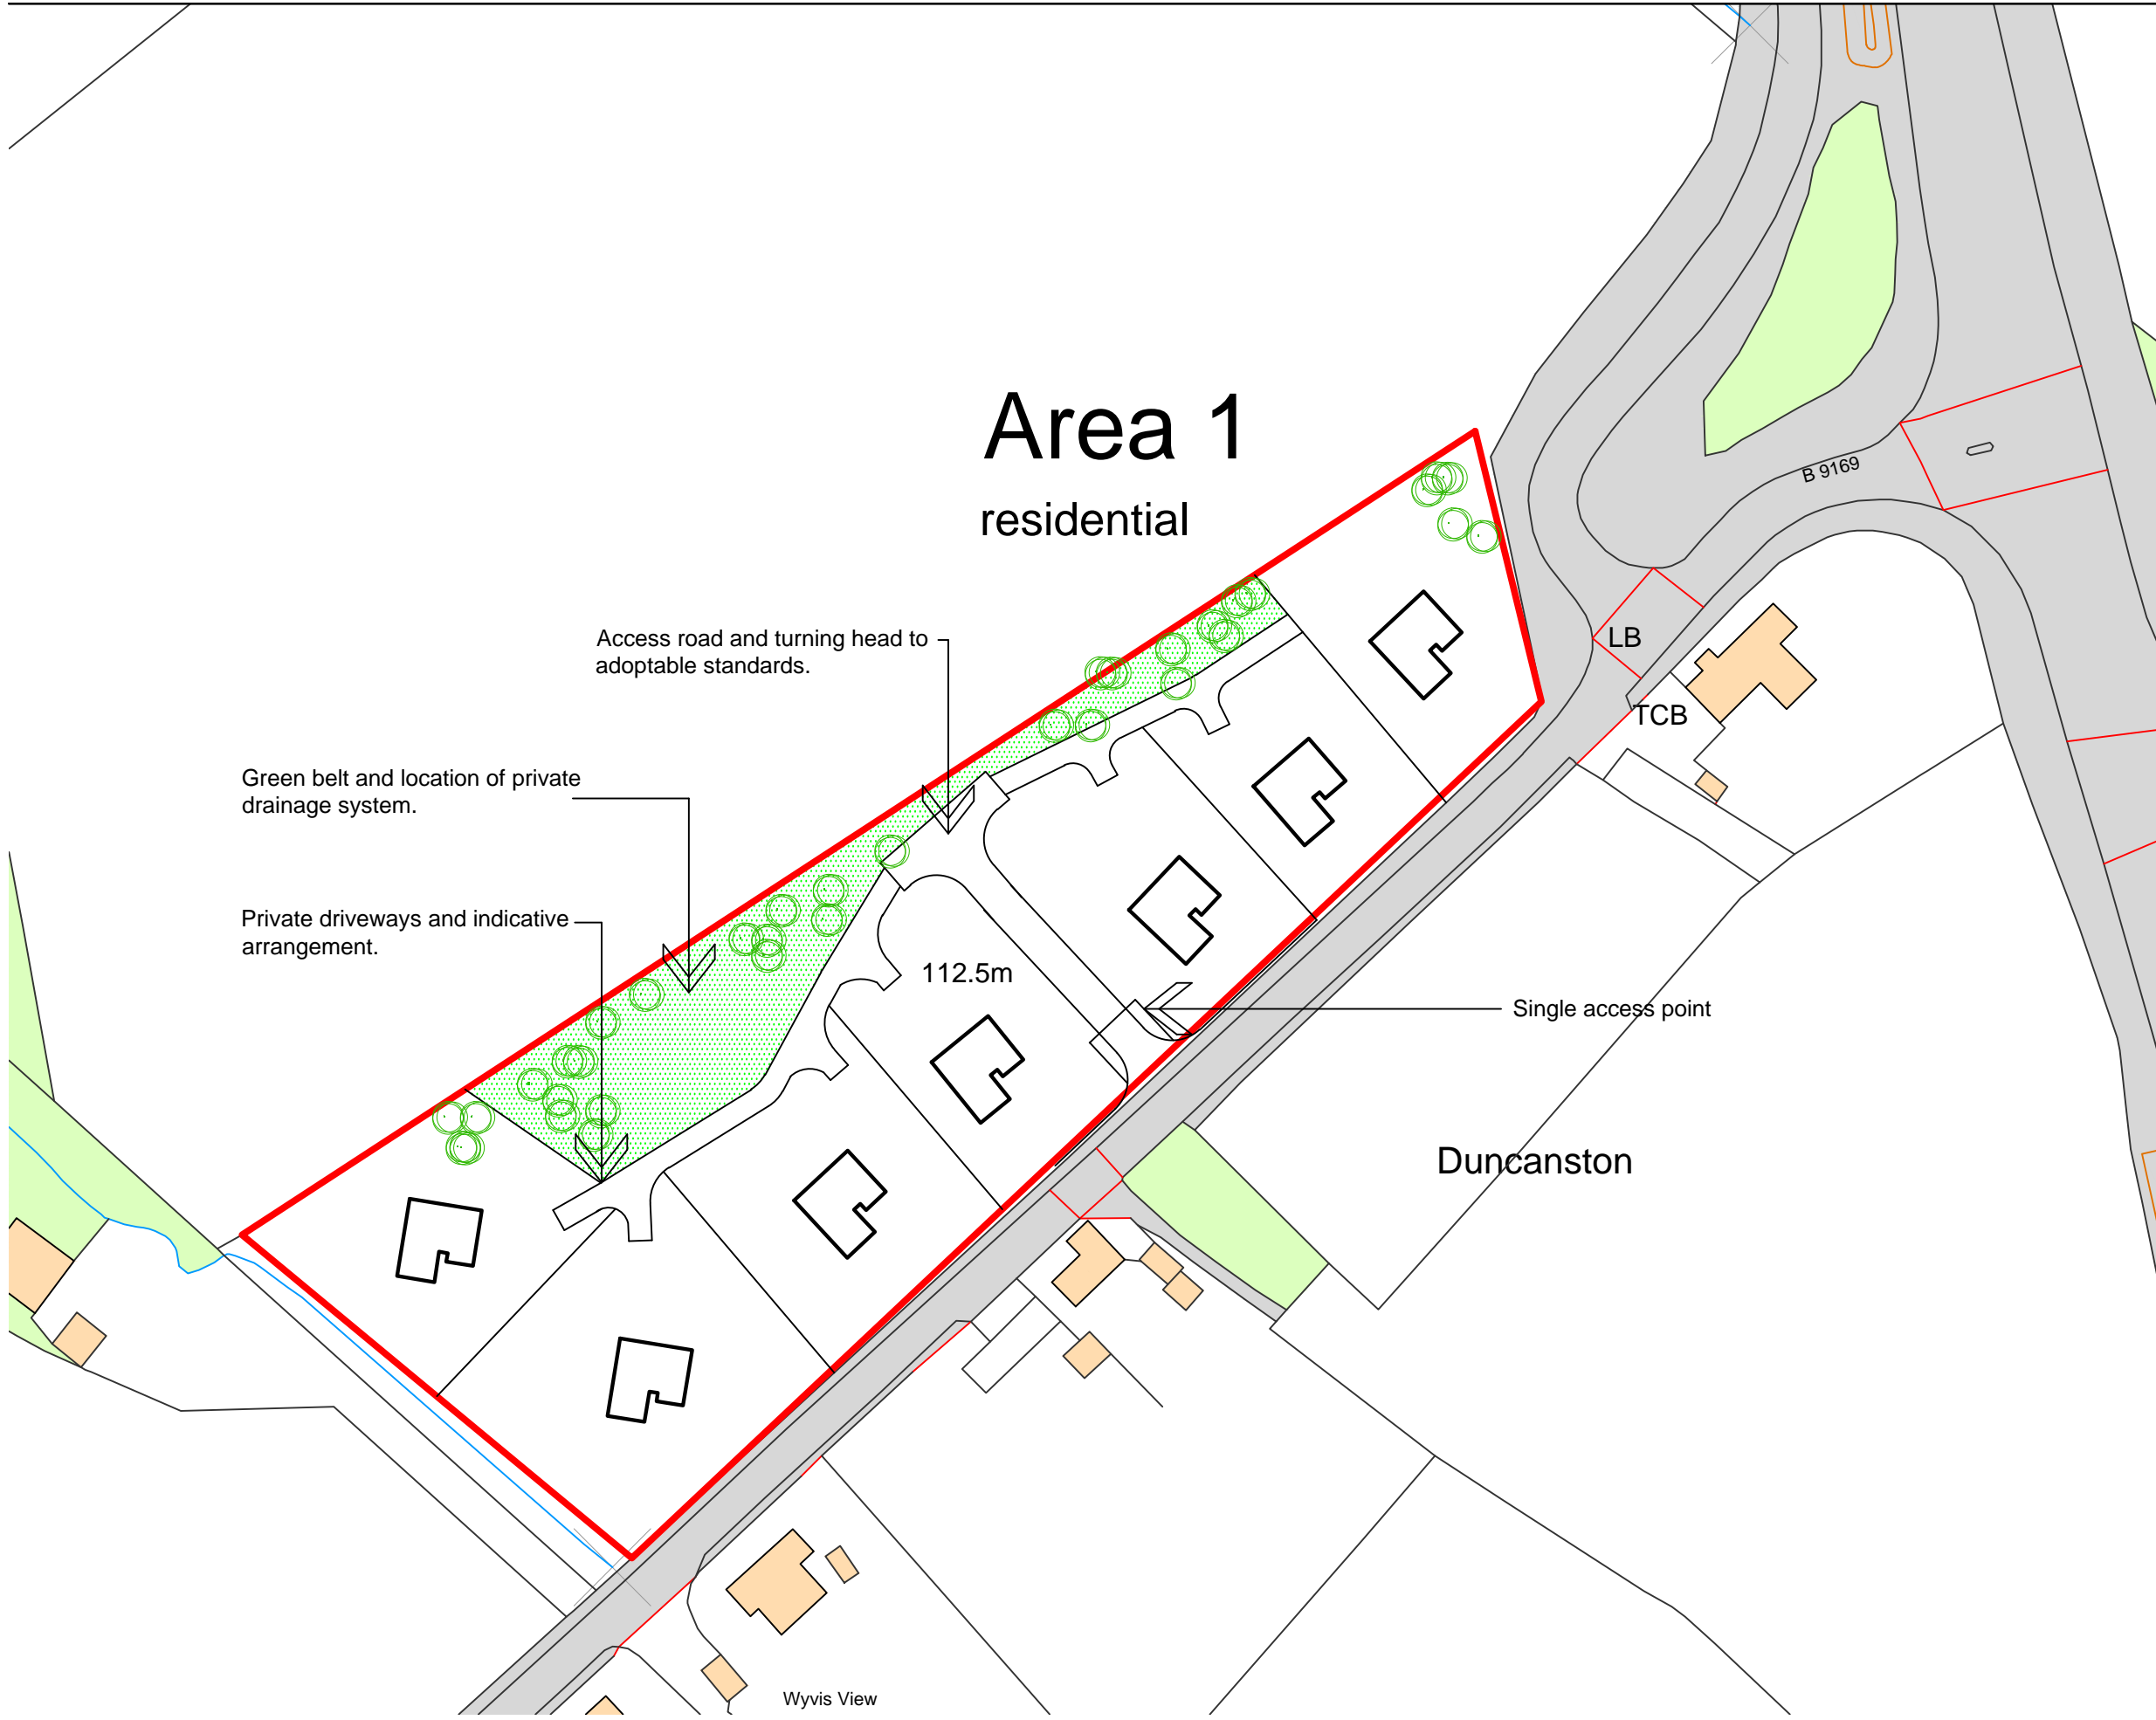 Area 1
residential
B 9169
Access road and turning head to
adoptable standards.
LB
TCB
Green belt and location of private
drainage system.
Private driveways and indicative
arrangement.
112.5m
Single access point
Duncanston
Wyvis View